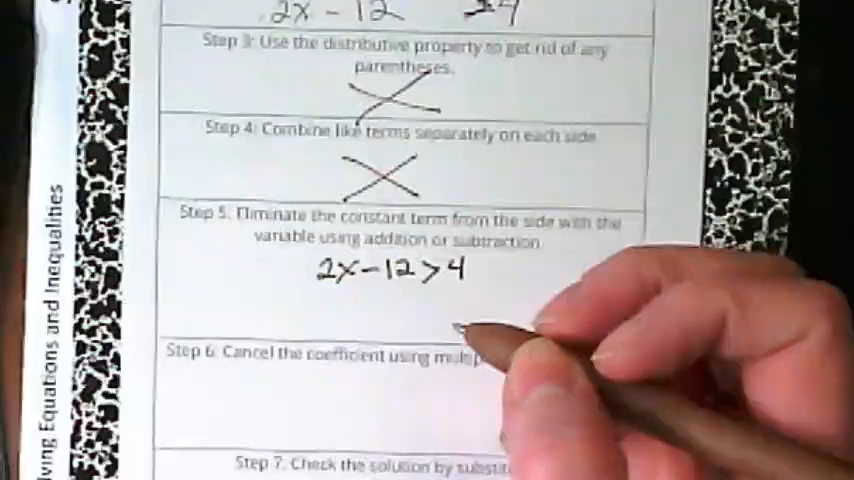 2x - 12 4
Step 3: Use the distributive property to get rid of any
parentheses.
Step 4: Combine like terms separately on each side
Step 5: Eliminate the constant term from the side with the
variable using addition or subtraction.
2x-12>4
Step 6: Cancel the coefficient using
Step 7: Check the solution by
lving Equations and Inequalities